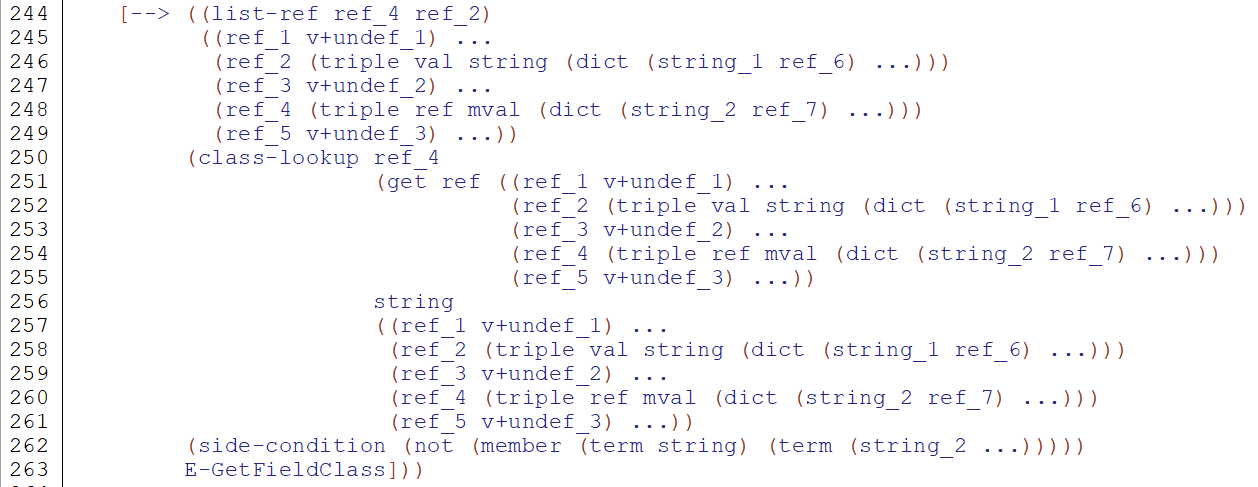 244 [--> ((list-ref ref_4 ref_2)
245 ((ref_1 v+undef_1) ...
246 (ref_2 (triple val string (dict (string_1 ref_6) ...)))
247 (ref_3 v+undef_2) ...
248 (ref_4 (triple ref mval (dict (string_2 ref_7) ...)))
249 (ref_5 v+undef_3) ...))
250 (class-lookup ref_4
251 (get ref ((ref_1 v+undef_1) ...
252 (ref_2 (triple val string (dict (string_1 ref_6) ...)))
253 (ref_3 v+undef_2) ...
254 (ref_4 (triple ref mval (dict (string_2 ref_7) ...)))
255 (ref_5 v+undef_3) ...))
256 string
257 ((ref_1 v+undef_1) ...
258 (ref_2 (triple val string (dict (string_1 ref_6) ...)))
259 (ref_3 v+undef_2) ...
260 (ref_4 (triple ref mval (dict (string_2 ref_7) ...)))
261 (ref_5 v+undef_3) ...))
262 (side-condition (not (member (term string) (term (string_2 ...)))))
263 E-GetFieldClass]))